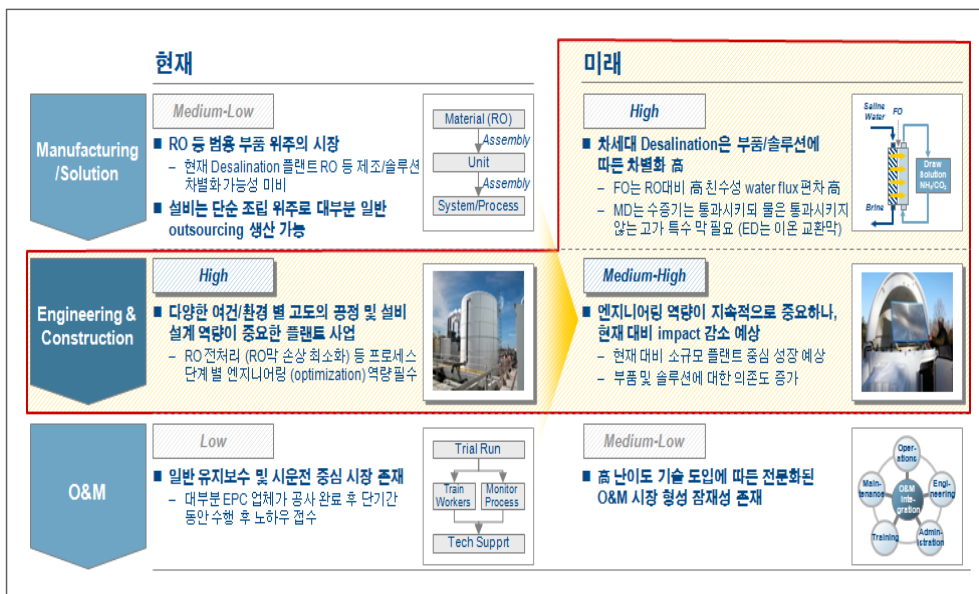 현재
미래
Manufacturing
/Solution
Medium-Low
■ RO 등 범용 부품 위주의 시장
– 현재 Desalination 플랜트 RO 등 제조/솔루션
차별화 가능성 미비
■ 설비는 단순 조립 위주로 대부분 일반
outsourcing 생산 가능
Material (RO)
Assembly
Unit
Assembly
System/Process
High
■ 차세대 Desalination은 부품/솔루션에
따른 차별화 高
– FO는 RO대비 高 친수성 water flux 편차 高
– MD는 수증기는 통과시키되 물은 통과시키지
않는 고가 특수 막 필요 (ED는 이온 교환막)
Saline
Water
FO
Draw
Solution
NH₃/CO₂
Brine
Engineering &
Construction
High
■ 다양한 여건/환경 별 고도의 공정 및 설비
설계 역량이 중요한 플랜트 사업
– RO 전처리 (RO막 손상 최소화) 등 프로세스
단계 별 엔지니어링 (optimization) 역량 필수
Medium-High
■ 엔지니어링 역량이 지속적으로 중요하나,
현재 대비 impact 감소 예상
– 현재 대비 소규모 플랜트 중심 성장 예상
– 부품 및 솔루션에 대한 의존도 증가
O&M
Low
■ 일반 유지보수 및 시운전 중심 시장 존재
– 대부분 EPC 업체가 공사 완료 후 단기간
동안 수행 후 노하우 접수
Trial Run
Train
Workers
Monitor
Process
Tech Supprt
Medium-Low
■ 高 난이도 기술 도입에 따른 전문화된
O&M 시장 형성 잠재성 존재
Oper-
ations
Main-
tenance
Engi-
neering
O&M
Inte-
gration
Training
Admin-
istration